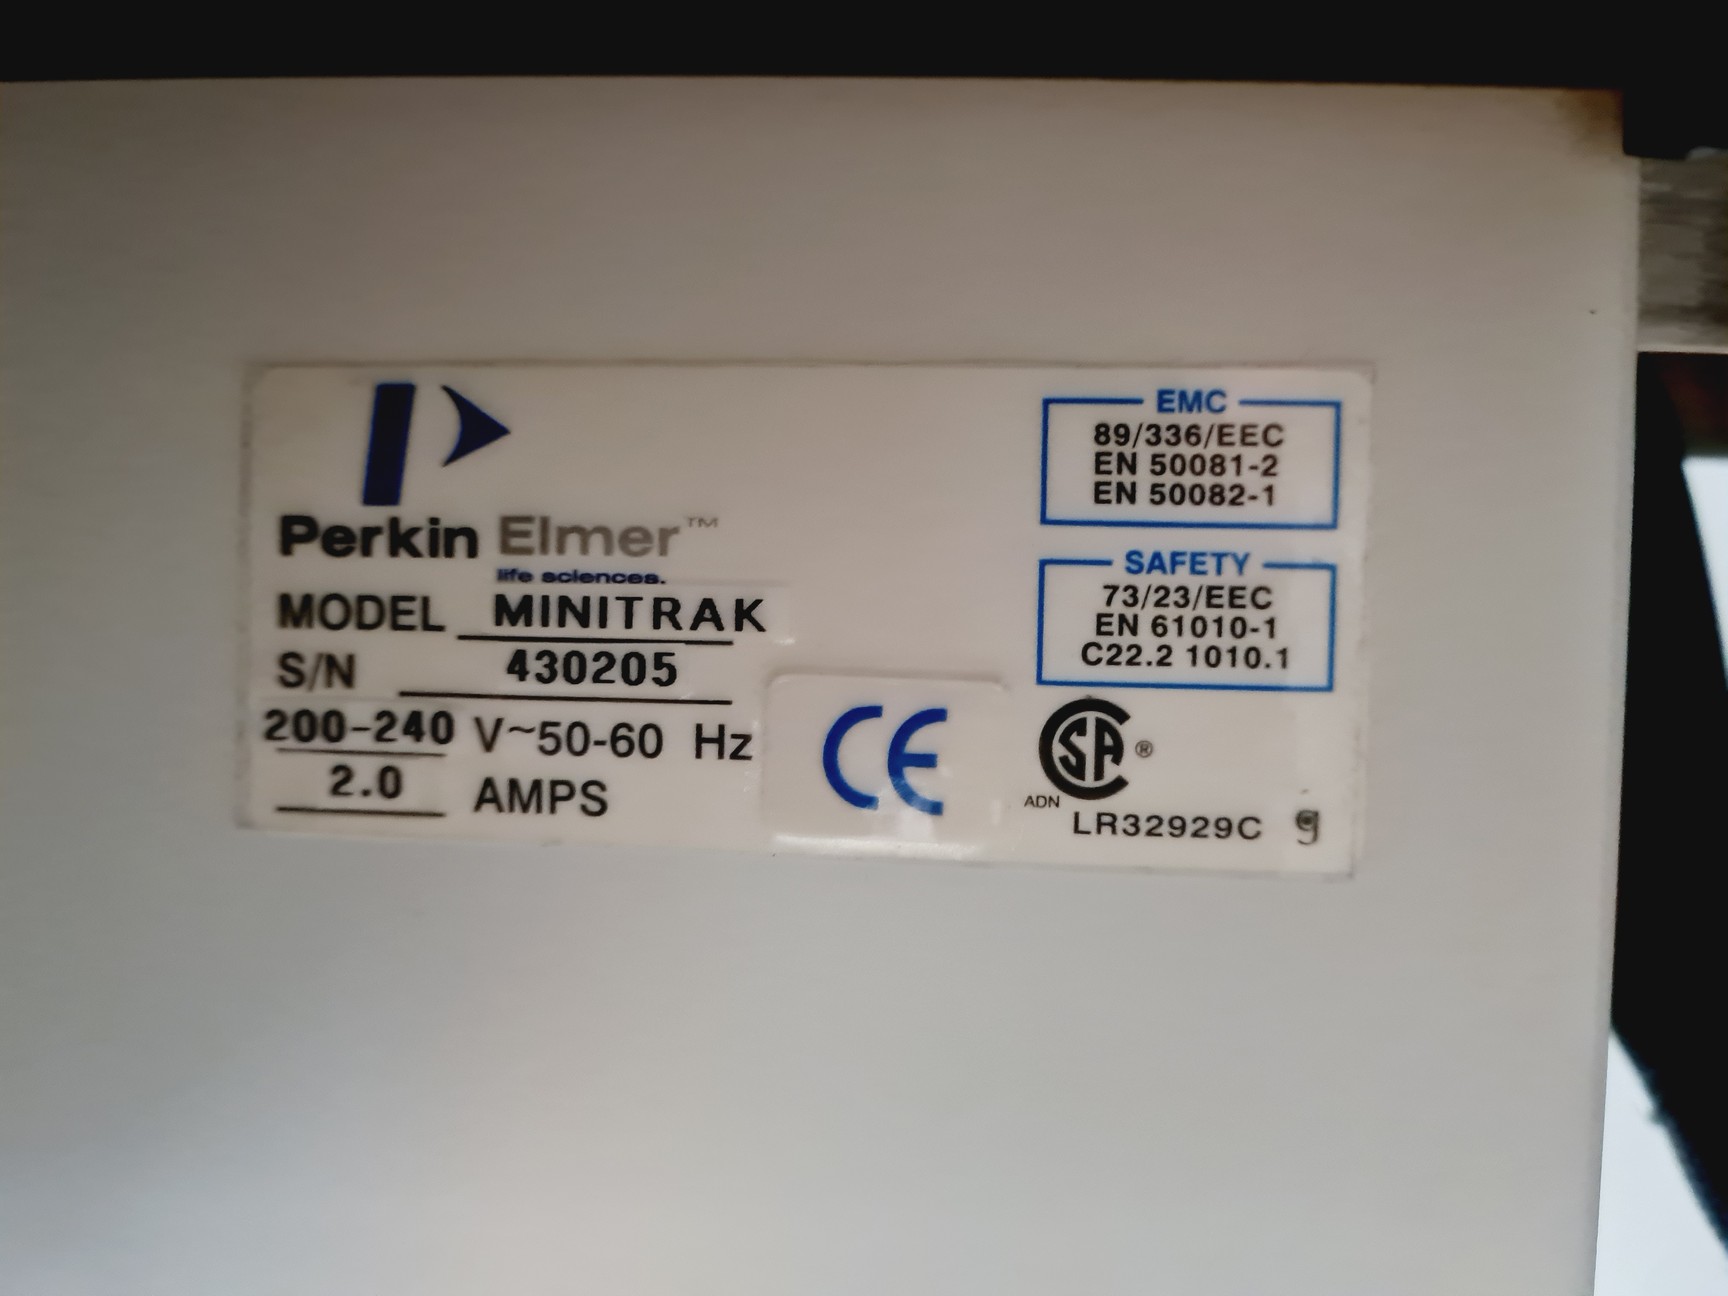 Perkin Elmer™
life sciences.
MODEL MINITRAK
S/N 430205
200-240 V~50-60 Hz
2.0 AMPS
CE
EMC
89/336/EEC
EN 50081-2
EN 50082-1
SAFETY
73/23/EEC
EN 61010-1
C22.2 1010.1
CSA ®
ADN
LR32929C 9